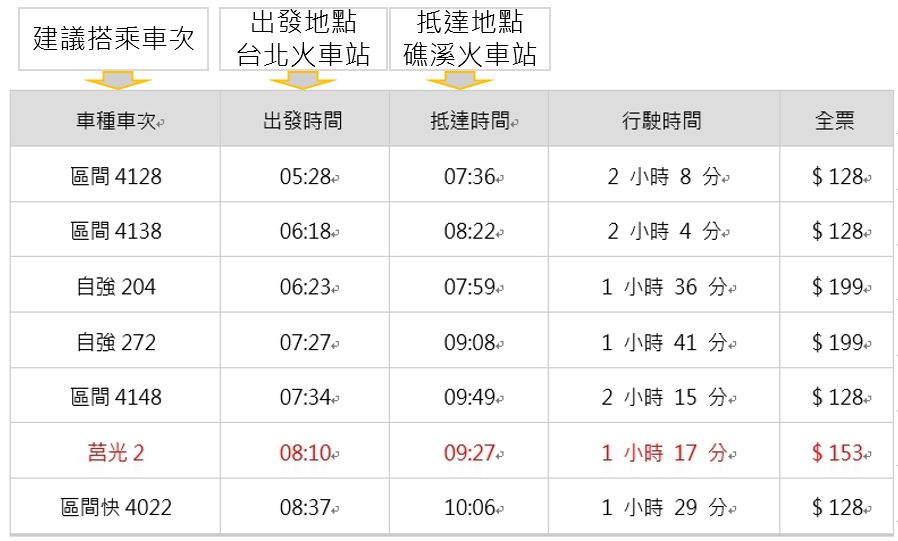 建議搭乘車次
出發地點
台北火車站
抵達地點
礁溪火車站
車種車次 出發時間 抵達時間 行駛時間 全票
區間 4128 05:28 07:36 2 小時 8 分 $ 128
區間 4138 06:18 08:22 2 小時 4 分 $ 128
自強 204 06:23 07:59 1 小時 36 分 $ 199
自強 272 07:27 09:08 1 小時 41 分 $ 199
區間 4148 07:34 09:49 2 小時 15 分 $ 128
莒光 2 08:10 09:27 1 小時 17 分 $ 153
區間快 4022 08:37 10:06 1 小時 29 分 $ 128